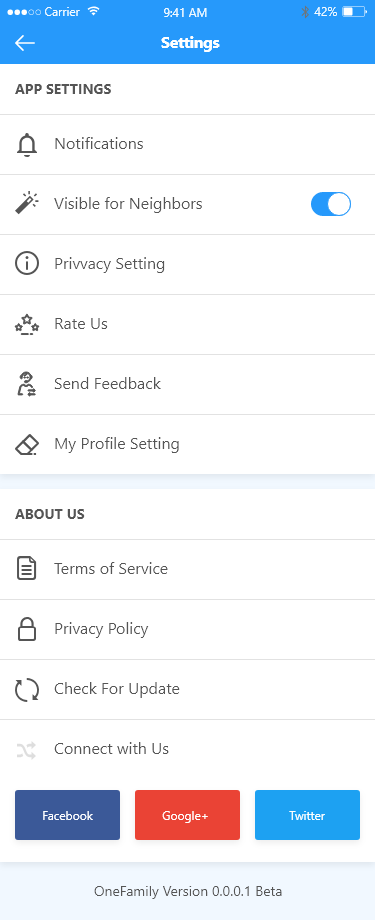 Carrier 9:41 AM 42%
Settings
APP SETTINGS
Notifications
Visible for Neighbors
Privvacy Setting
Rate Us
Send Feedback
My Profile Setting
ABOUT US
Terms of Service
Privacy Policy
Check For Update
Connect with Us
Facebook Google+ Twitter
OneFamily Version 0.0.0.1 Beta